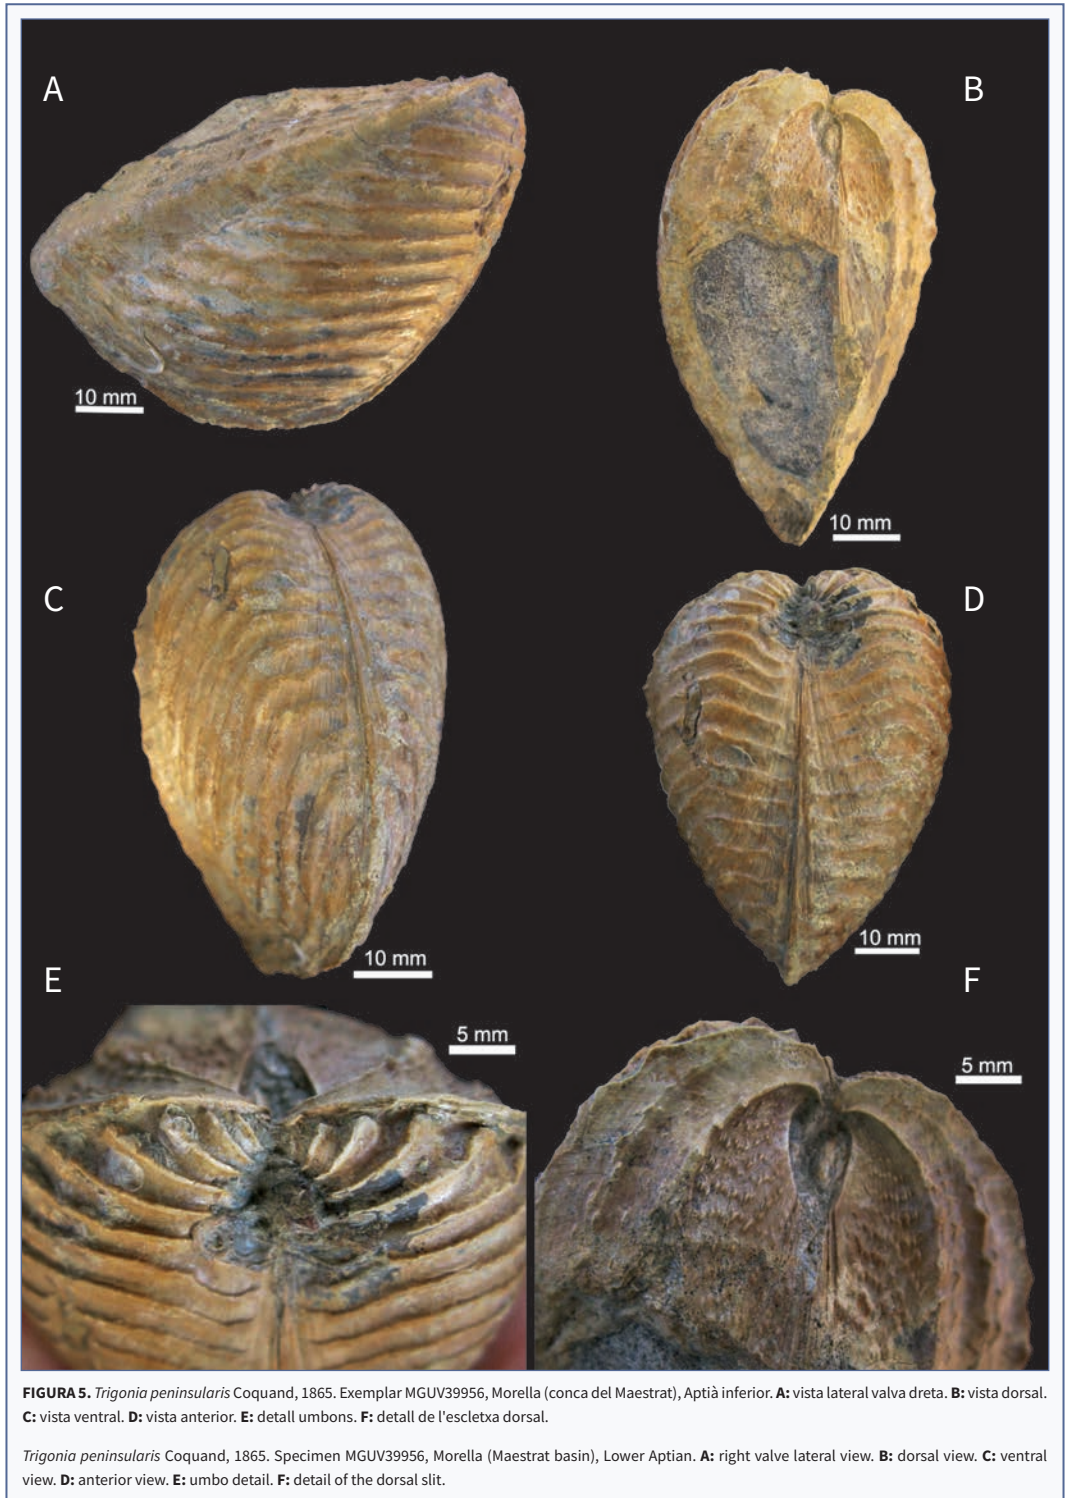 A
B
10 mm
10 mm
C
D
10 mm
10 mm
E
F
5 mm
5 mm
FIGURA 5. Trigonia peninsularis Coquand, 1865. Exemplar MGUV39956, Morella (conca del Maestrat), Aptià inferior. A: vista lateral valva dreta. B: vista dorsal.
C: vista ventral. D: vista anterior. E: detall umbons. F: detall de l'escletxa dorsal.
Trigonia peninsularis Coquand, 1865. Specimen MGUV39956, Morella (Maestrat basin), Lower Aptian. A: right valve lateral view. B: dorsal view. C: ventral
view. D: anterior view. E: umbo detail. F: detail of the dorsal slit.